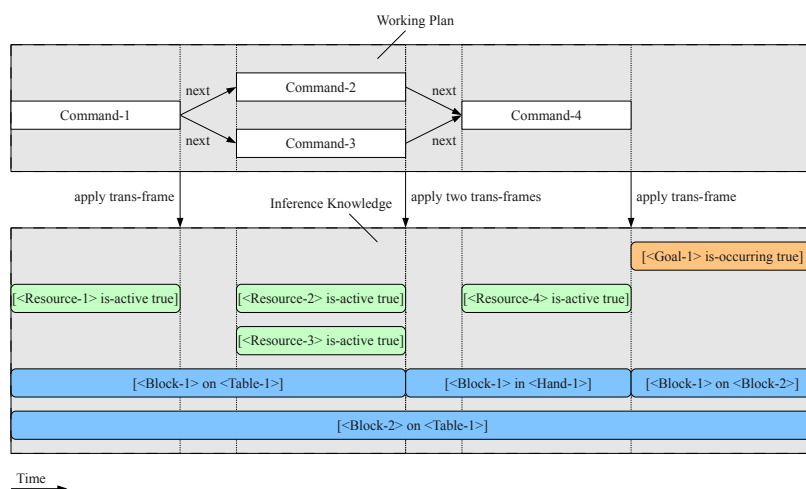 Working Plan
next
Command-2
next
Command-1
Command-4
next
Command-3
next
apply trans-frame
Inference Knowledge
apply two trans-frames
apply trans-frame
[<Goal-1> is-occurring true]
[<Resource-1> is-active true]
[<Resource-2> is-active true]
[<Resource-4> is-active true]
[<Resource-3> is-active true]
[<Block-1> on <Table-1>]
[<Block-1> in <Hand-1>]
[<Block-1> on <Block-2>]
[<Block-2> on <Table-1>]
Time